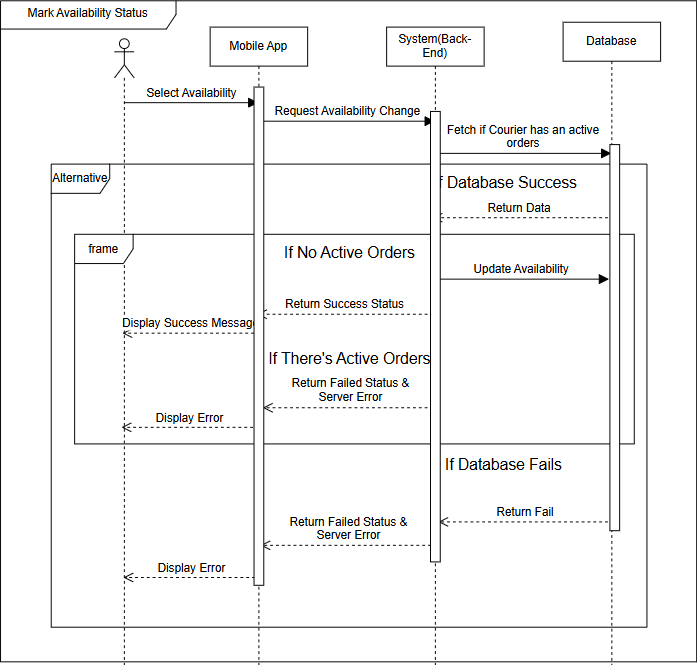 Mark Availability Status
Mobile App
System(Back-
End)
Database
Select Availability
Request Availability Change
Fetch if Courier has an active
orders
Alternative
f Database Success
Return Data
frame
If No Active Orders
Update Availability
Return Success Status
Display Success Messag
If There's Active Orders
Return Failed Status &
Server Error
Display Error
If Database Fails
Return Fail
Return Failed Status &
Server Error
Display Error